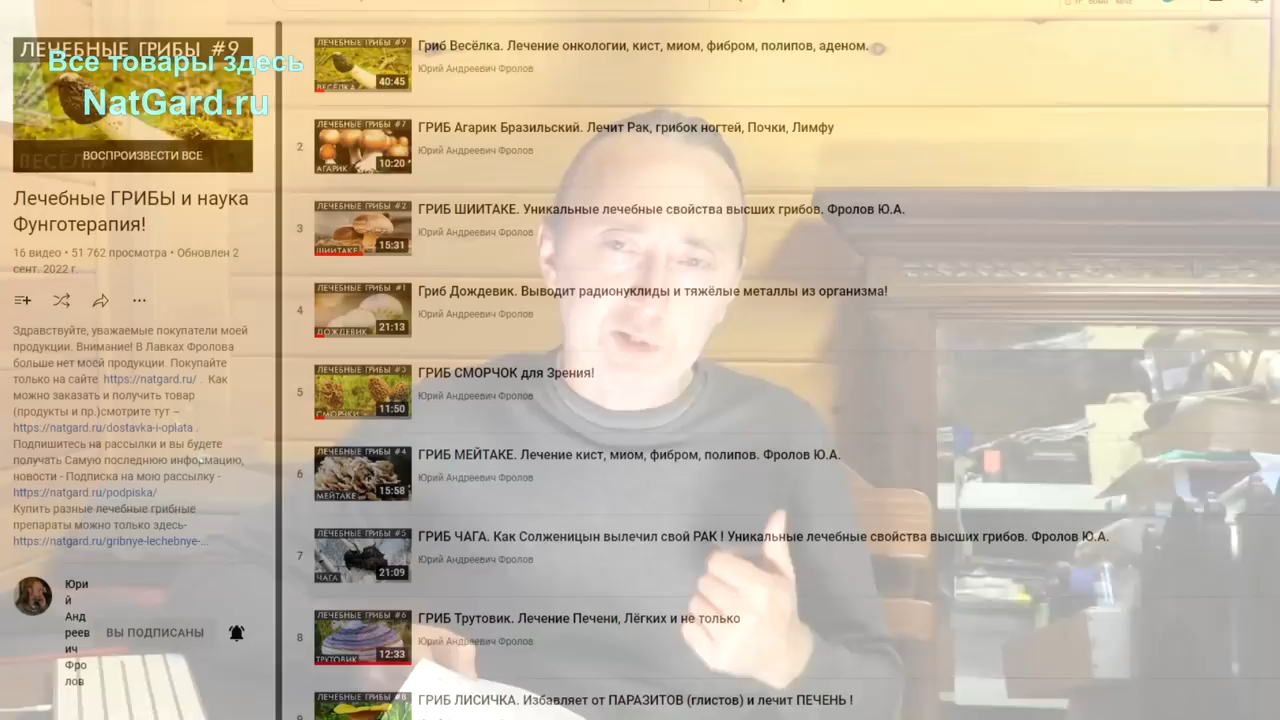 ЛЕЧЕБНЫЕ ГРИБЫ #9
Все товары здесь
NatGard.ru
ВЕСЁЛ
ВОСПРОИЗВЕСТИ ВСЕ
Лечебные ГРИБЫ и наука
Фунготерапия!
16 видео • 51 762 просмотра • Обновлен 2
сент. 2022 г.
Здравствуйте, уважаемые покупатели моей
продукции. Внимание! В Лавках Фролова
больше нет моей продукции. Покупайте
только на сайте https://natgard.ru/ . Как
можно заказать и получить товар
(продукты и пр.)смотрите тут –
https://natgard.ru/dostavka-i-oplata .
Подпишитесь на рассылки и вы будете
получать Самую последнюю информацию,
новости - Подписка на мою рассылку -
https://natgard.ru/podpiska/
Купить разные лечебные грибные
препараты можно только здесь-
https://natgard.ru/gribnye-lechebnye-...
Юри
й
Анд
реев
ич
Фро
лов
ВЫ ПОДПИСАНЫ
ЛЕЧЕБНЫЕ ГРИБЫ #9
ВЕСЁЛКА
40:45
Гриб Весёлка. Лечение онкологии, кист, миом, фибром, полипов, аденом.
Юрий Андреевич Фролов
2
ЛЕЧЕБНЫЕ ГРИБЫ #7
АГАРИК
10:20
ГРИБ Агарик Бразильский. Лечит Рак, грибок ногтей, Почки, Лимфу
Юрий Андреевич Фролов
3
ЛЕЧЕБНЫЕ ГРИБЫ #2
ШИИТАКЕ
15:31
ГРИБ ШИИТАКЕ. Уникальные лечебные свойства высших грибов. Фролов Ю.А.
Юрий Андреевич Фролов
4
ЛЕЧЕБНЫЕ ГРИБЫ #1
ДОЖДЕВИК
21:13
Гриб Дождевик. Выводит радионуклиды и тяжёлые металлы из организма!
Юрий Андреевич Фролов
5
ЛЕЧЕБНЫЕ ГРИБЫ #3
СМОРЧКИ
11:50
ГРИБ СМОРЧОК для Зрения!
Юрий Андреевич Фролов
6
ЛЕЧЕБНЫЕ ГРИБЫ #4
МЕЙТАКЕ
15:58
ГРИБ МЕЙТАКЕ. Лечение кист, миом, фибром, полипов. Фролов Ю.А.
Юрий Андреевич Фролов
7
ЛЕЧЕБНЫЕ ГРИБЫ #5
ЧАГА
21:09
ГРИБ ЧАГА. Как Солженицын вылечил свой РАК ! Уникальные лечебные свойства высших грибов. Фролов Ю.А.
Юрий Андреевич Фролов
8
ЛЕЧЕБНЫЕ ГРИБЫ #6
ТРУТОВИК
12:33
ГРИБ Трутовик. Лечение Печени, Лёгких и не только
Юрий Андреевич Фролов
ЛЕЧЕБНЫЕ ГРИБЫ #8
ГРИБ ЛИСИЧКА. Избавляет от ПАРАЗИТОВ (глистов) и лечит ПЕЧЕНЬ !